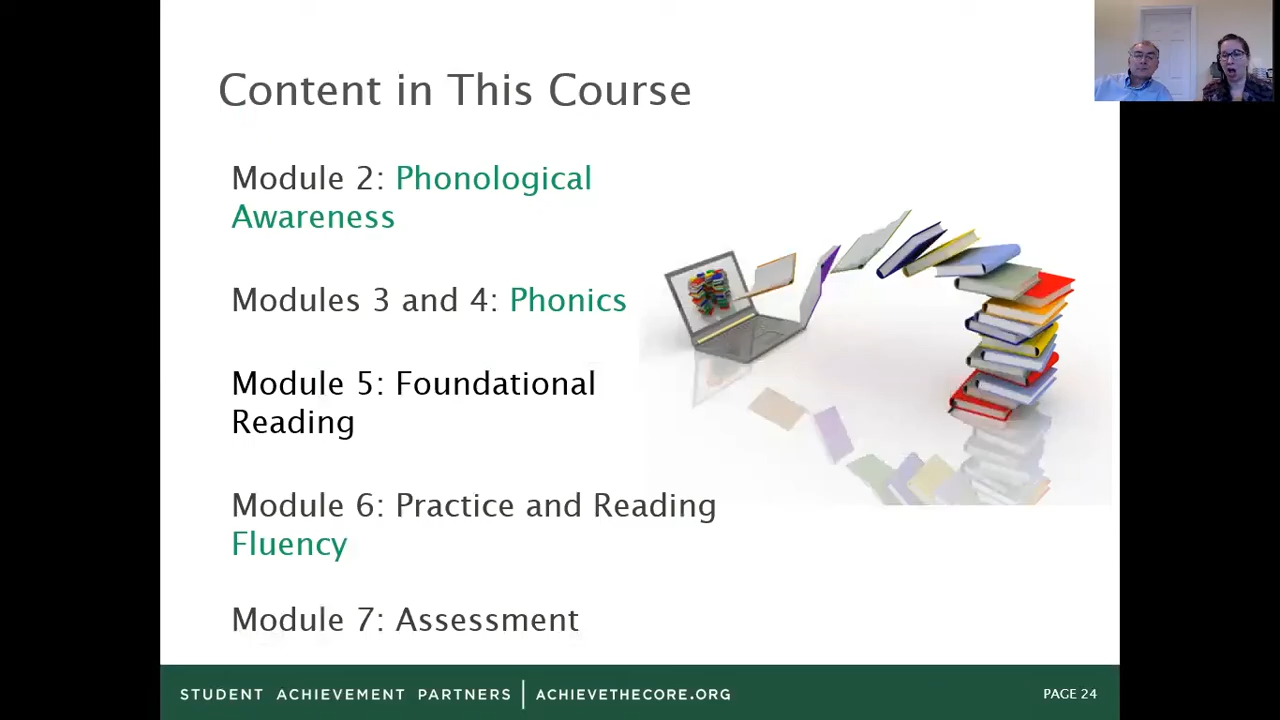 Content in This Course
Module 2: Phonological
Awareness
Modules 3 and 4: Phonics
Module 5: Foundational
Reading
Module 6: Practice and Reading
Fluency
Module 7: Assessment
STUDENT ACHIEVEMENT PARTNERS | ACHIEVETHECORE.ORG
PAGE 24